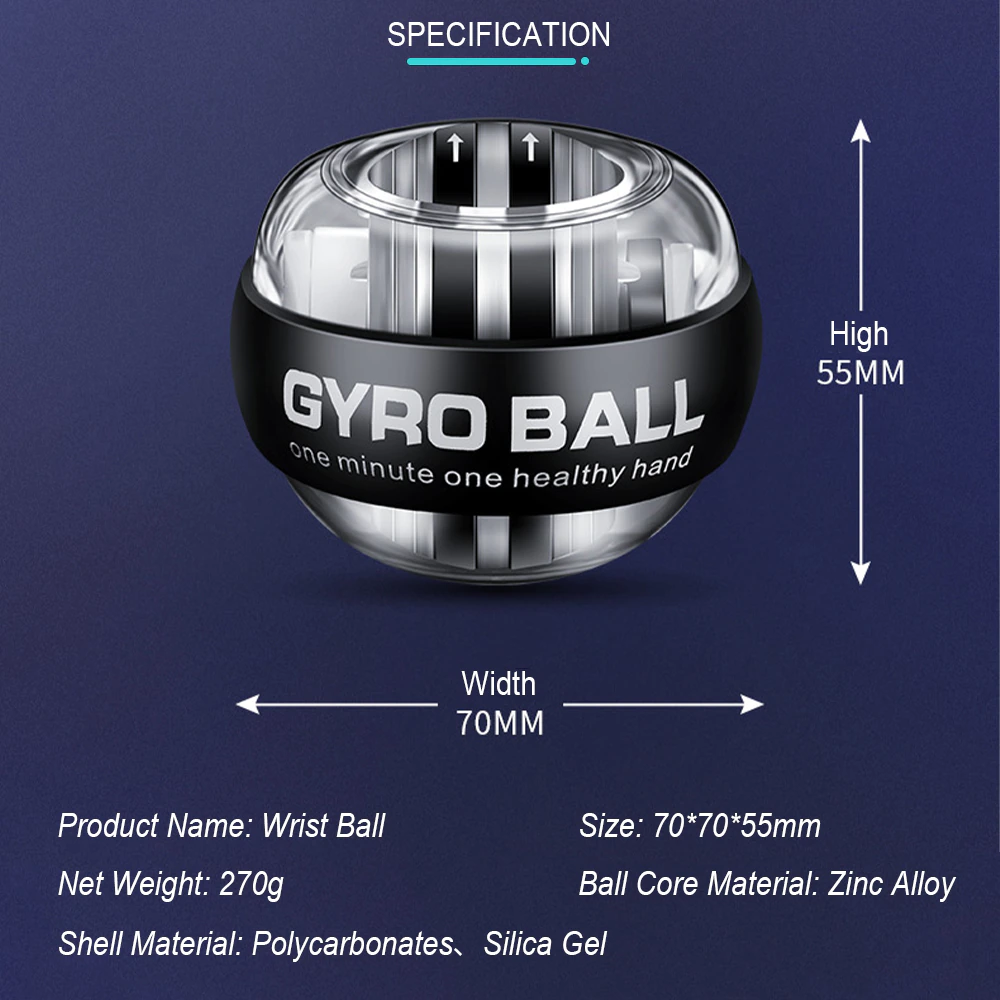 SPECIFICATION
GYRO BALL
one minute one healthy hand
High
55MM
Width
70MM
Product Name: Wrist Ball
Size: 70*70*55mm
Net Weight: 270g
Ball Core Material: Zinc Alloy
Shell Material: Polycarbonates、Silica Gel